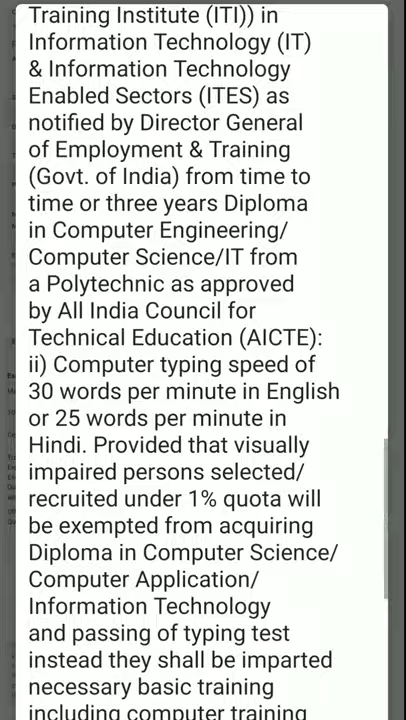 Training Institute (ITI)) in
Information Technology (IT)
& Information Technology
Enabled Sectors (ITES) as
notified by Director General
of Employment & Training
(Govt. of India) from time to
time or three years Diploma
in Computer Engineering/
Computer Science/IT from
a Polytechnic as approved
by All India Council for
Technical Education (AICTE):
ii) Computer typing speed of
30 words per minute in English
or 25 words per minute in
Hindi. Provided that visually
impaired persons selected/
recruited under 1% quota will
be exempted from acquiring
Diploma in Computer Science/
Computer Application/
Information Technology
and passing of typing test
instead they shall be imparted
necessary basic training
including computer training